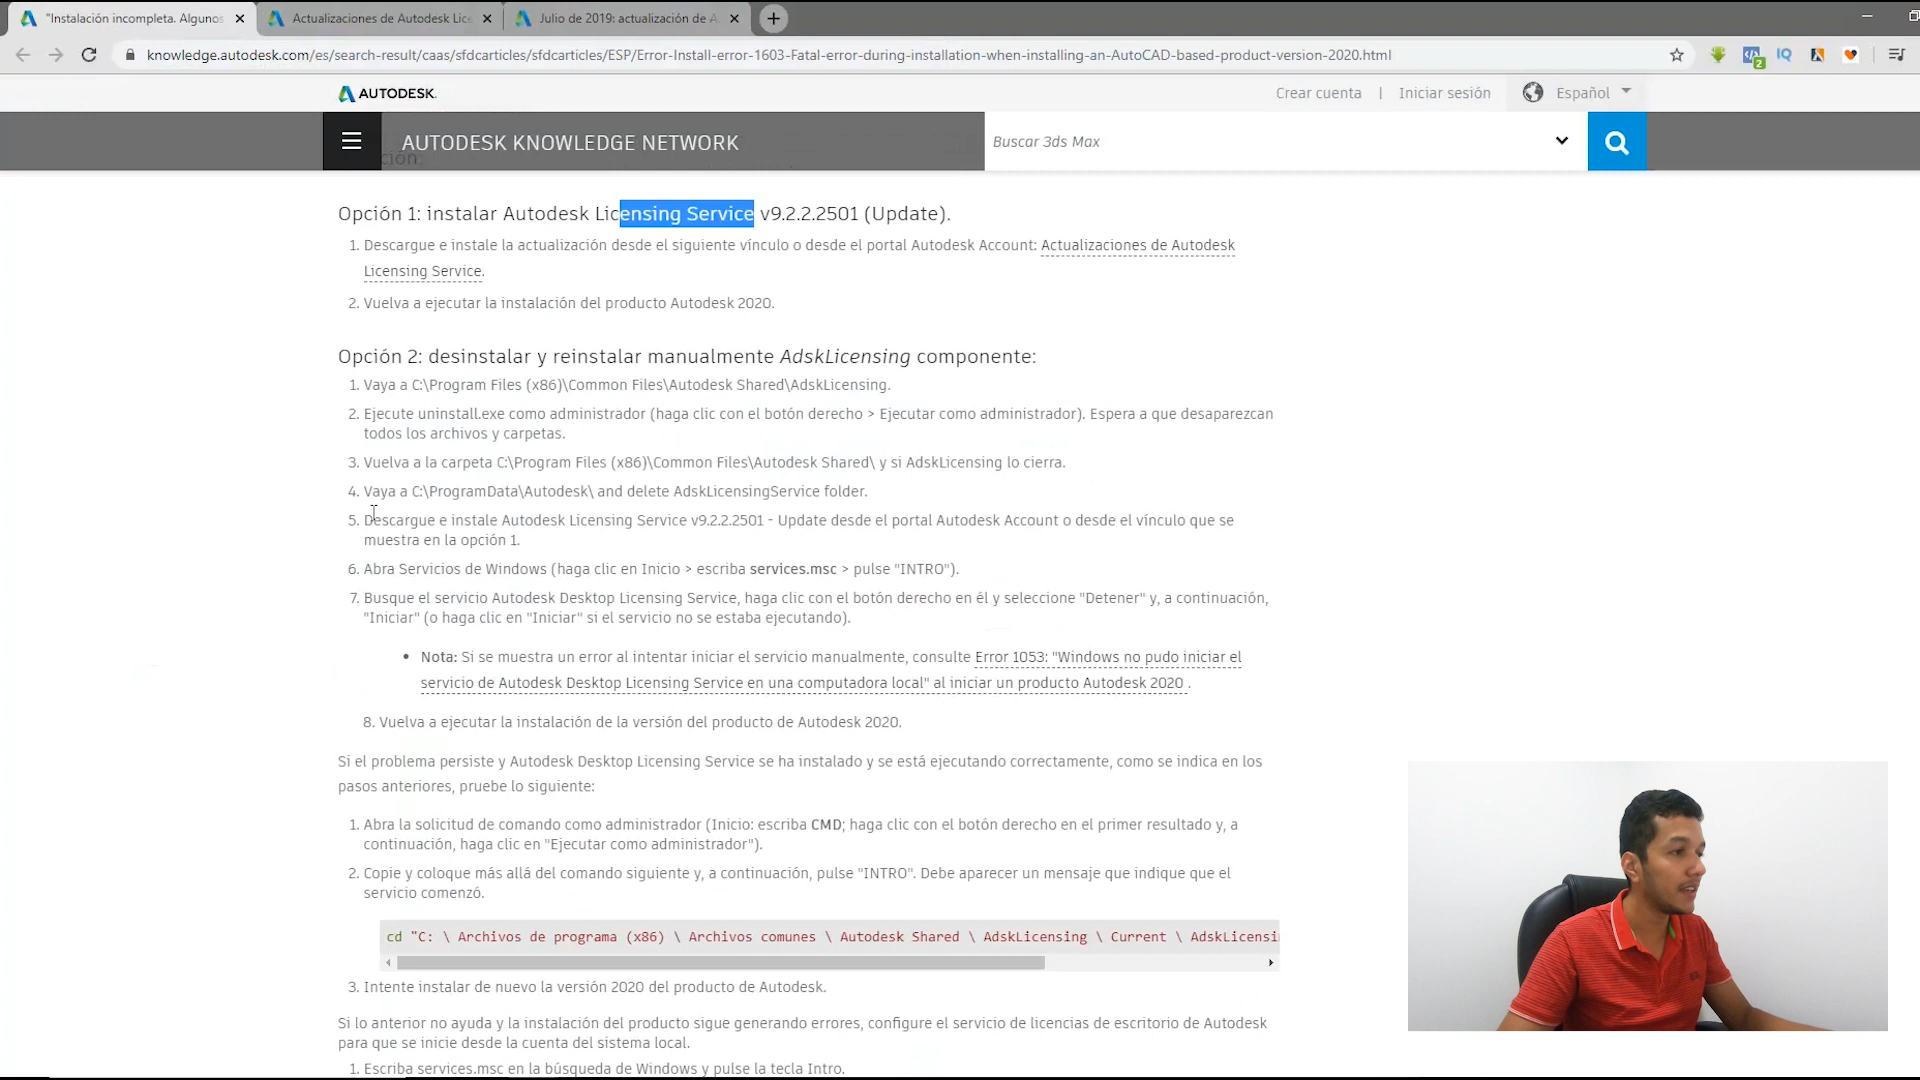 "Instalación incompleta. Algunos
Actualizaciones de Autodesk Lice
Julio de 2019: actualización de A
knowledge.autodesk.com/es/search-result/caas/sfdcarticles/sfdcarticles/ESP/Error-Install-error-1603-Fatal-error-during-installation-when-installing-an-AutoCAD-based-product-version-2020.html
2
IQ
AUTODESK.
Crear cuenta | Iniciar sesión Español
AUTODESK KNOWLEDGE NETWORK
Buscar 3ds Max
Opción 1: instalar Autodesk Licensing Service v9.2.2.2501 (Update).
1. Descargue e instale la actualización desde el siguiente vínculo o desde el portal Autodesk Account: Actualizaciones de Autodesk
Licensing Service.
2. Vuelva a ejecutar la instalación del producto Autodesk 2020.
Opción 2: desinstalar y reinstalar manualmente AdskLicensing componente:
1. Vaya a C:\Program Files (x86)\Common Files\Autodesk Shared\AdskLicensing.
2. Ejecute uninstall.exe como administrador (haga clic con el botón derecho > Ejecutar como administrador). Espera a que desaparezcan
todos los archivos y carpetas.
3. Vuelva a la carpeta C:\Program Files (x86)\Common Files\Autodesk Shared\ y si AdskLicensing lo cierra.
4. Vaya a C:\ProgramData\Autodesk\ and delete AdskLicensingService folder.
5. Descargue e instale Autodesk Licensing Service v9.2.2.2501 - Update desde el portal Autodesk Account o desde el vínculo que se
muestra en la opción 1.
6. Abra Servicios de Windows (haga clic en Inicio > escriba services.msc > pulse "INTRO").
7. Busque el servicio Autodesk Desktop Licensing Service, haga clic con el botón derecho en él y seleccione "Detener" y, a continuación,
"Iniciar" (o haga clic en "Iniciar" si el servicio no se estaba ejecutando).
• Nota: Si se muestra un error al intentar iniciar el servicio manualmente, consulte Error 1053: "Windows no pudo iniciar el
servicio de Autodesk Desktop Licensing Service en una computadora local" al iniciar un producto Autodesk 2020 .
8. Vuelva a ejecutar la instalación de la versión del producto de Autodesk 2020.
Si el problema persiste y Autodesk Desktop Licensing Service se ha instalado y se está ejecutando correctamente, como se indica en los
pasos anteriores, pruebe lo siguiente:
1. Abra la solicitud de comando como administrador (Inicio: escriba CMD; haga clic con el botón derecho en el primer resultado y, a
continuación, haga clic en "Ejecutar como administrador").
2. Copie y coloque más allá del comando siguiente y, a continuación, pulse "INTRO". Debe aparecer un mensaje que indique que el
servicio comenzó.
cd "C: \ Archivos de programa (x86) \ Archivos comunes \ Autodesk Shared \ AdskLicensing \ Current \ AdskLicensin
3. Intente instalar de nuevo la versión 2020 del producto de Autodesk.
Si lo anterior no ayuda y la instalación del producto sigue generando errores, configure el servicio de licencias de escritorio de Autodesk
para que se inicie desde la cuenta del sistema local.
1. Escriba services.msc en la búsqueda de Windows y pulse la tecla Intro.